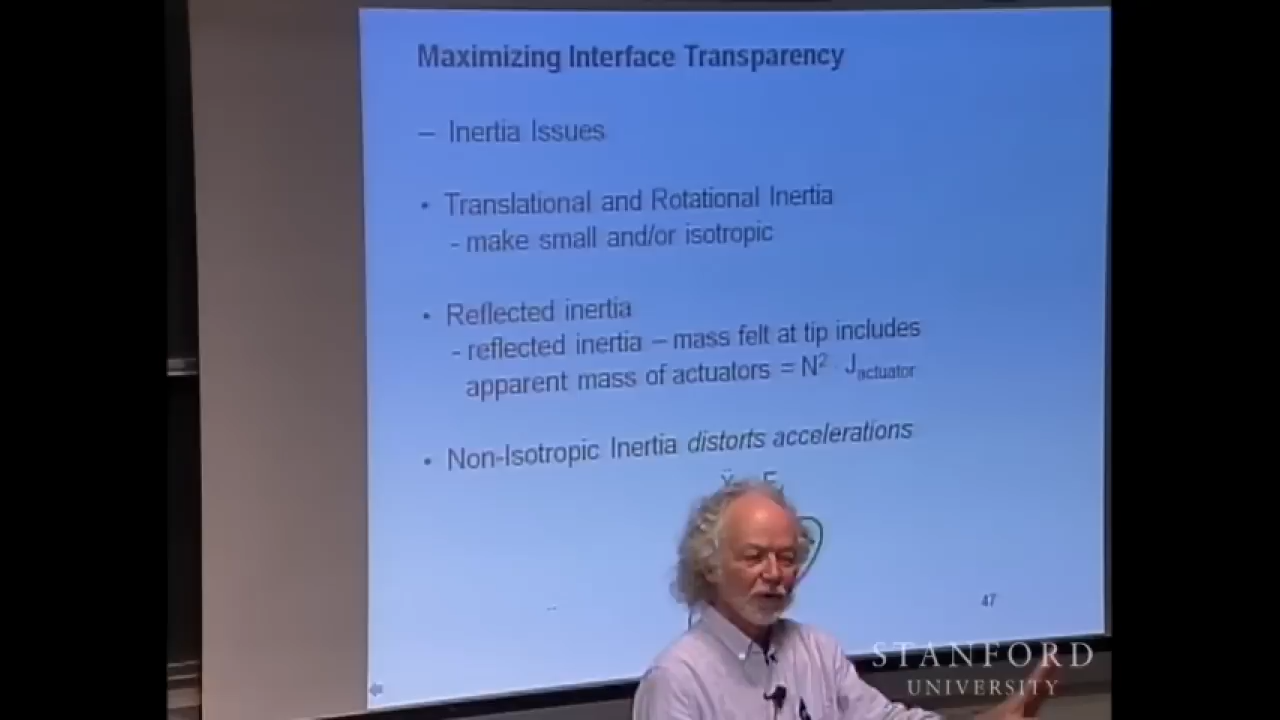 Maximizing Interface Transparency
– Inertia Issues
• Translational and Rotational Inertia
- make small and/or isotropic
• Reflected inertia
- reflected inertia – mass felt at tip includes
apparent mass of actuators = N² J actuator
• Non-Isotropic Inertia distorts accelerations
47
STANFORD
UNIVERSITY